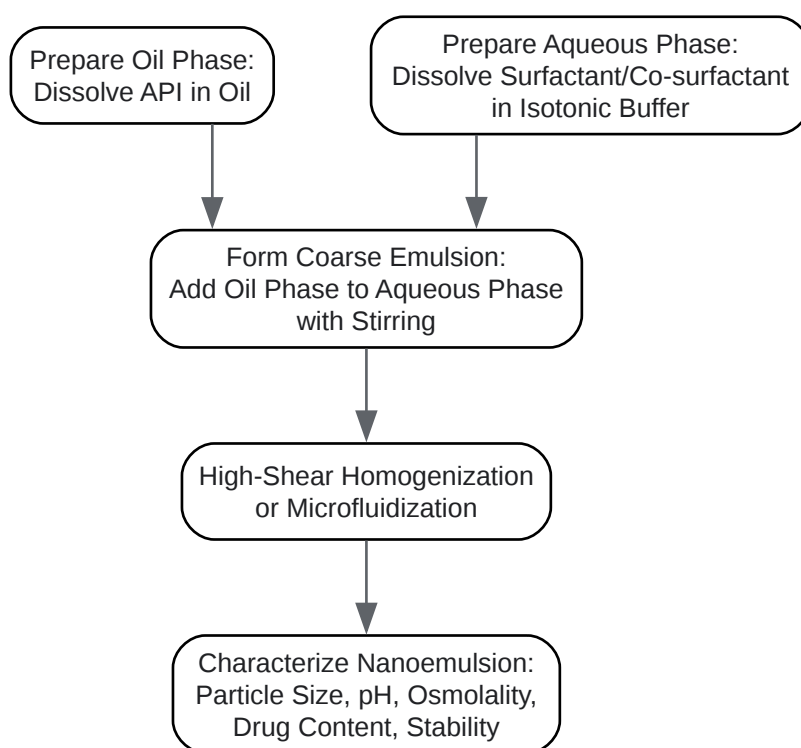 Prepare Oil Phase:
Dissolve API in Oil
Prepare Aqueous Phase:
Dissolve Surfactant/Co-surfactant
in Isotonic Buffer
Form Coarse Emulsion:
Add Oil Phase to Aqueous Phase
with Stirring
High-Shear Homogenization
or Microfluidization
Characterize Nanoemulsion:
Particle Size, pH, Osmolality,
Drug Content, Stability